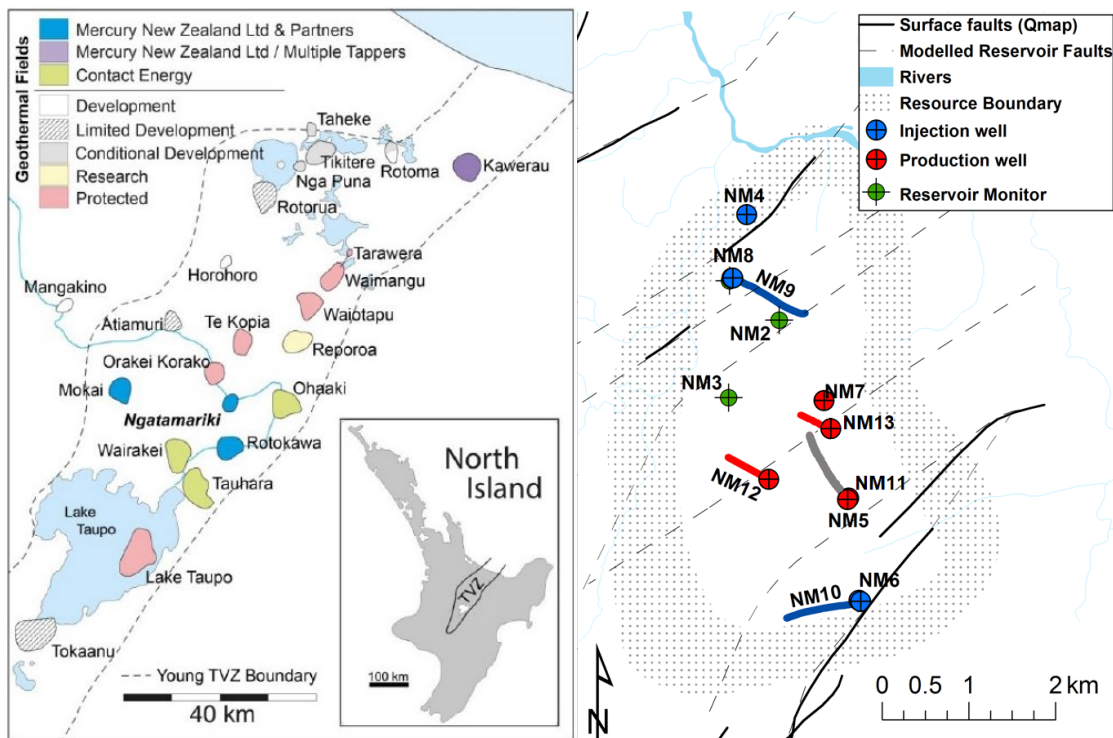 Geothermal Fields
Mercury New Zealand Ltd & Partners
Mercury New Zealand Ltd / Multiple Tappers
Contact Energy
Development
Limited Development
Conditional Development
Research
Protected
Taheke
Tikitere
Nga Puna
Rotoma
Kawerau
Rotorua
Tarawera
Horohoro
Waimangu
Mangakino
Waiotapu
Atiamuri
Te Kopia
Reporoa
Orakei Korako
Mokai
Ohaaki
Ngatamariki
Wairakei
Rotokawa
Tauhara
Lake
Taupo
Lake Taupo
Tokaanu
Young TVZ Boundary
40 km
North
Island
TVZ
100 km
Surface faults (Qmap)
Modelled Reservoir Faults
Rivers
Resource Boundary
Injection well
Production well
Reservoir Monitor
NM4
NM8
NM9
NM2
NM3
NM7
NM13
NM12
NM11
NM5
NM10
NM6
N
0 0.5 1 2 km